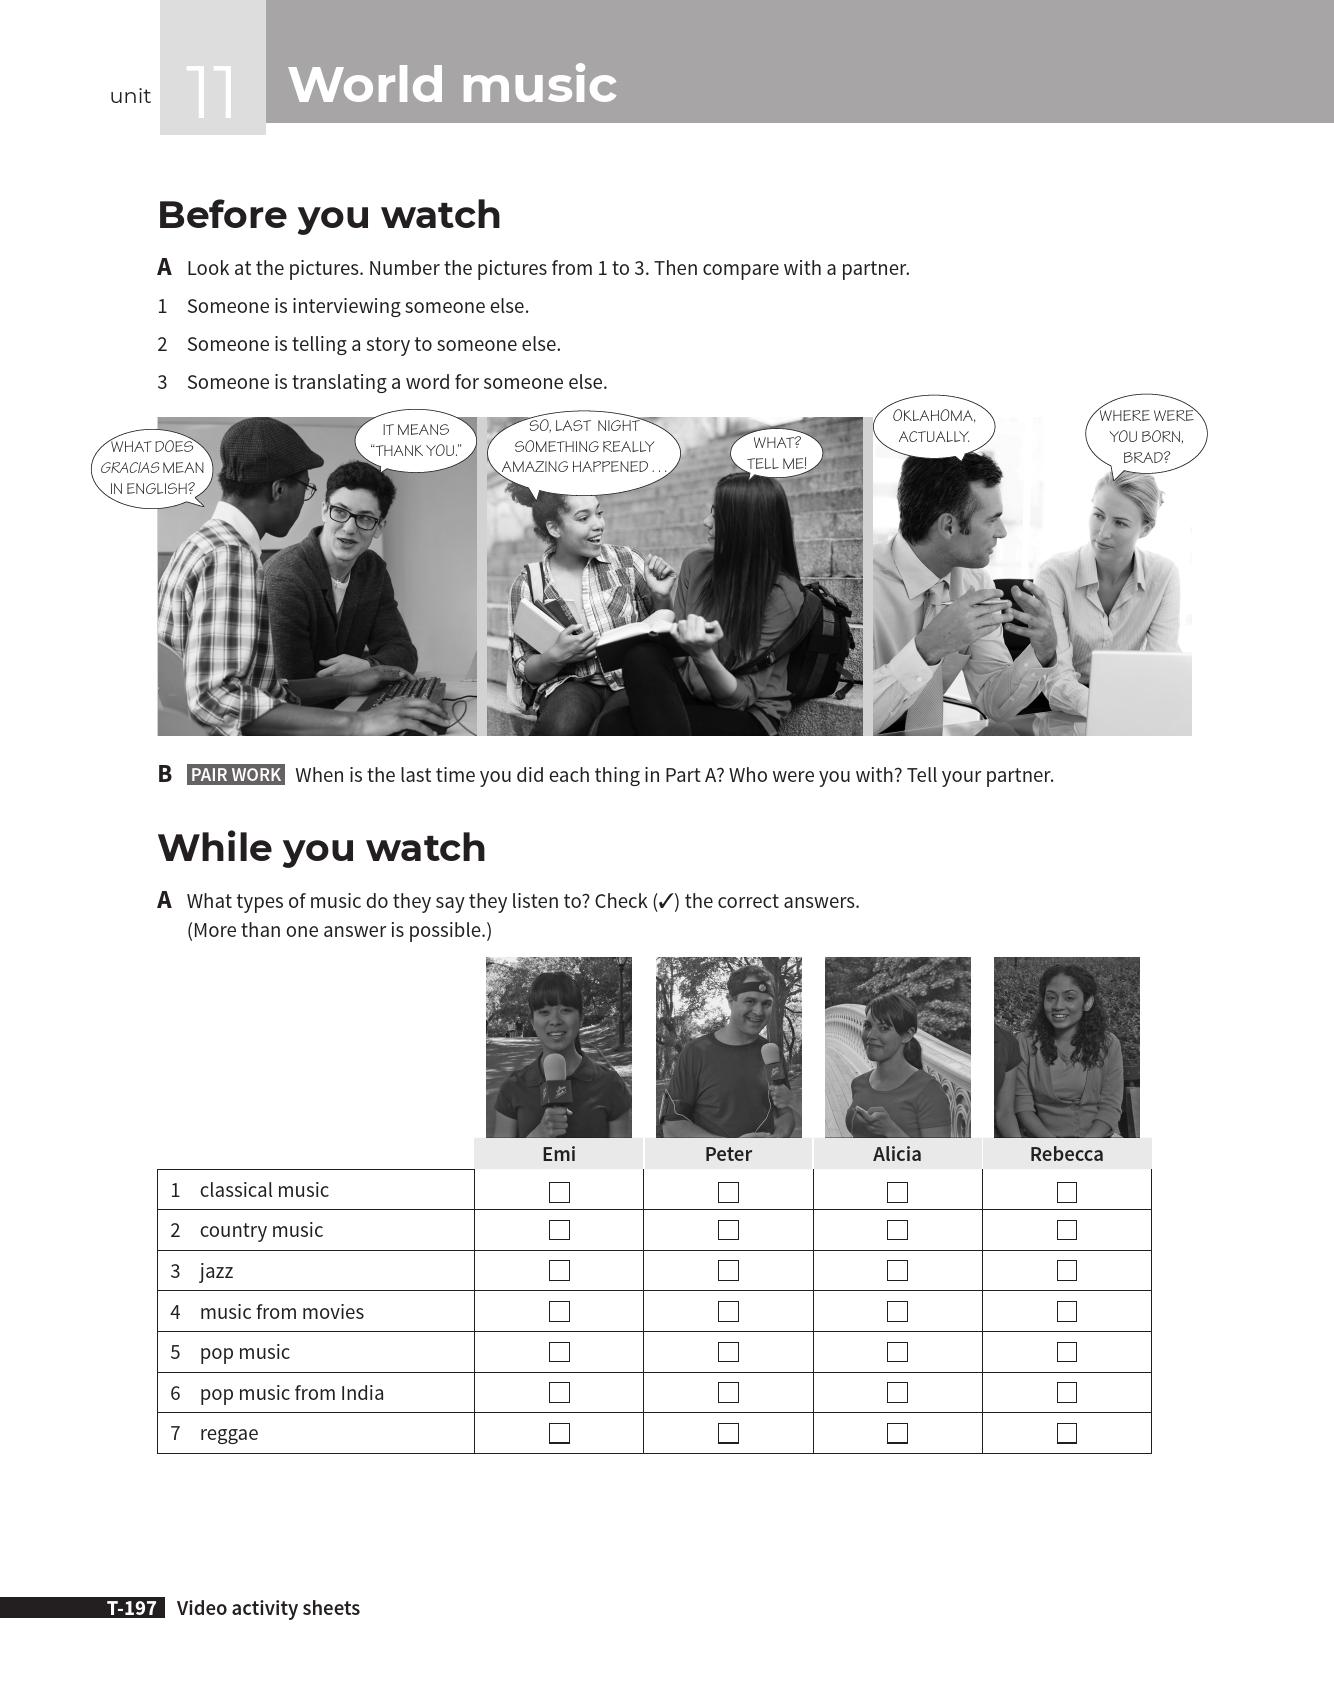 unit 11 World music
Before you watch
A Look at the pictures. Number the pictures from 1 to 3. Then compare with a partner.
1 Someone is interviewing someone else.
2 Someone is telling a story to someone else.
3 Someone is translating a word for someone else.
WHAT DOES
GRACIAS MEAN
IN ENGLISH?
IT MEANS
“THANK YOU.”
SO, LAST NIGHT
SOMETHING REALLY
AMAZING HAPPENED . . .
WHAT?
TELL ME!
OKLAHOMA,
ACTUALLY.
WHERE WERE
YOU BORN,
BRAD?
B PAIR WORK When is the last time you did each thing in Part A? Who were you with? Tell your partner.
While you watch
A What types of music do they say they listen to? Check (✓) the correct answers.
(More than one answer is possible.)
Emi Peter Alicia Rebecca
1 classical music
2 country music
3 jazz
4 music from movies
5 pop music
6 pop music from India
7 reggae
T-197 Video activity sheets